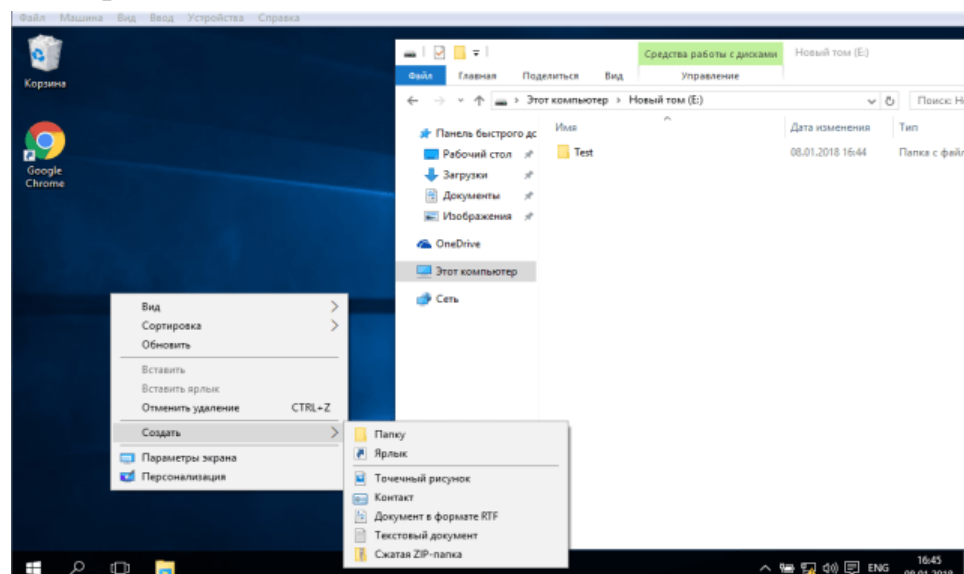 Файл Машина Вид Ввод Устройства Справка
Корзина
Google
Chrome
Средства работы с дисками Новый том (E:)
Файл Главная Поделиться Вид Управление
Этот компьютер > Новый том (E:)
Поиск: Н
Панель быстрого дс
Рабочий стол
Загрузки
Документы
Изображения
OneDrive
Этот компьютер
Сеть
Имя Дата изменения Тип
Test 08.01.2018 16:44 Папка с файл
Вид
Сортировка
Обновить
Вставить
Вставить ярлык
Отменить удаление CTRL+Z
Создать
Параметры экрана
Персонализация
Папку
Ярлык
Точечный рисунок
Контакт
Документ в формате RTF
Текстовый документ
Сжатая ZIP-папка
ENG
16:45
08.01.2018